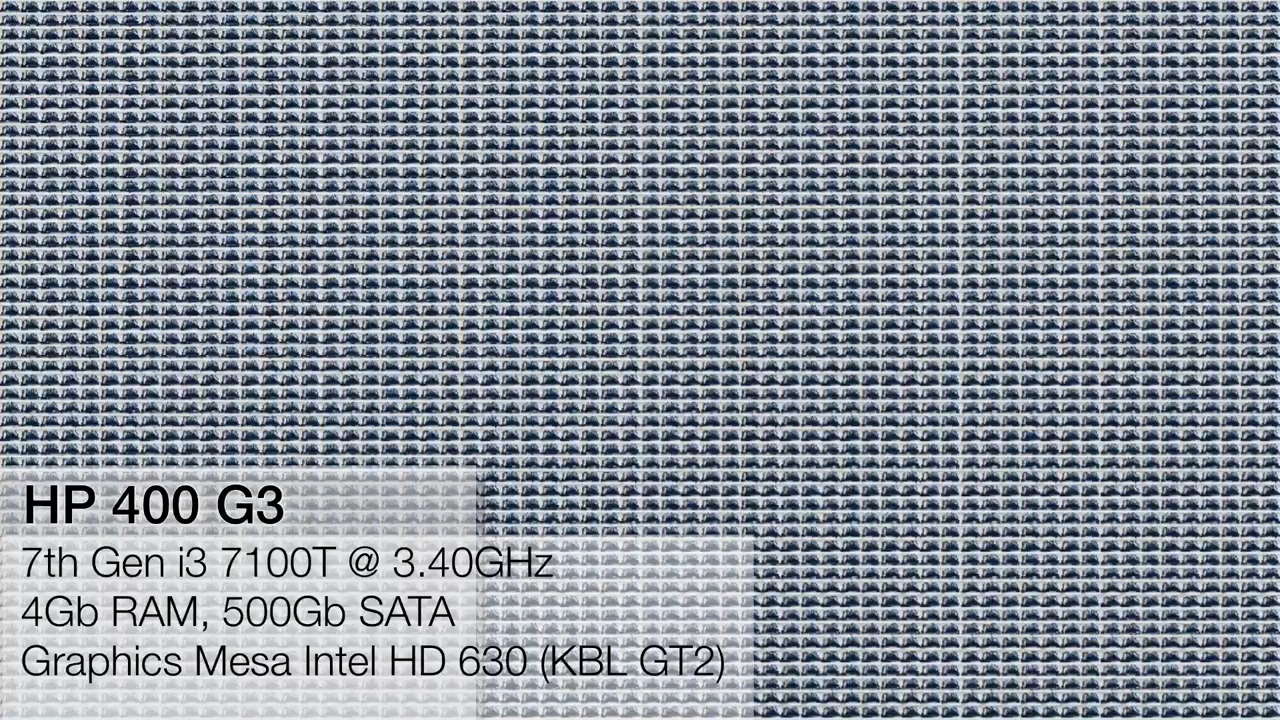 HP 400 G3
7th Gen i3 7100T @ 3.40GHz
4Gb RAM, 500Gb SATA
Graphics Mesa Intel HD 630 (KBL GT2)